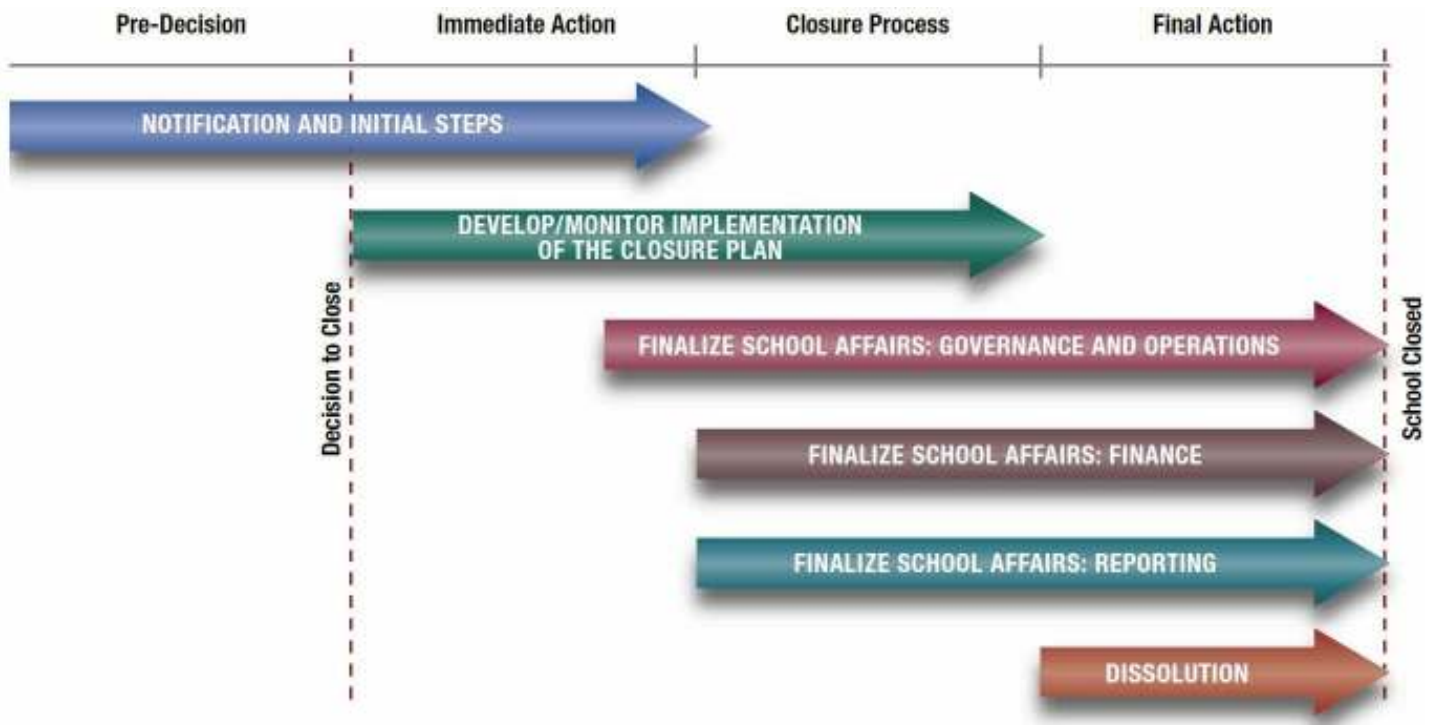 Pre-Decision
Immediate Action
Closure Process
Final Action
NOTIFICATION AND INITIAL STEPS
DEVELOP/MONITOR IMPLEMENTATION
OF THE CLOSURE PLAN
Decision to Close
FINALIZE SCHOOL AFFAIRS: GOVERNANCE AND OPERATIONS
School Closed
FINALIZE SCHOOL AFFAIRS: FINANCE
FINALIZE SCHOOL AFFAIRS: REPORTING
DISSOLUTION